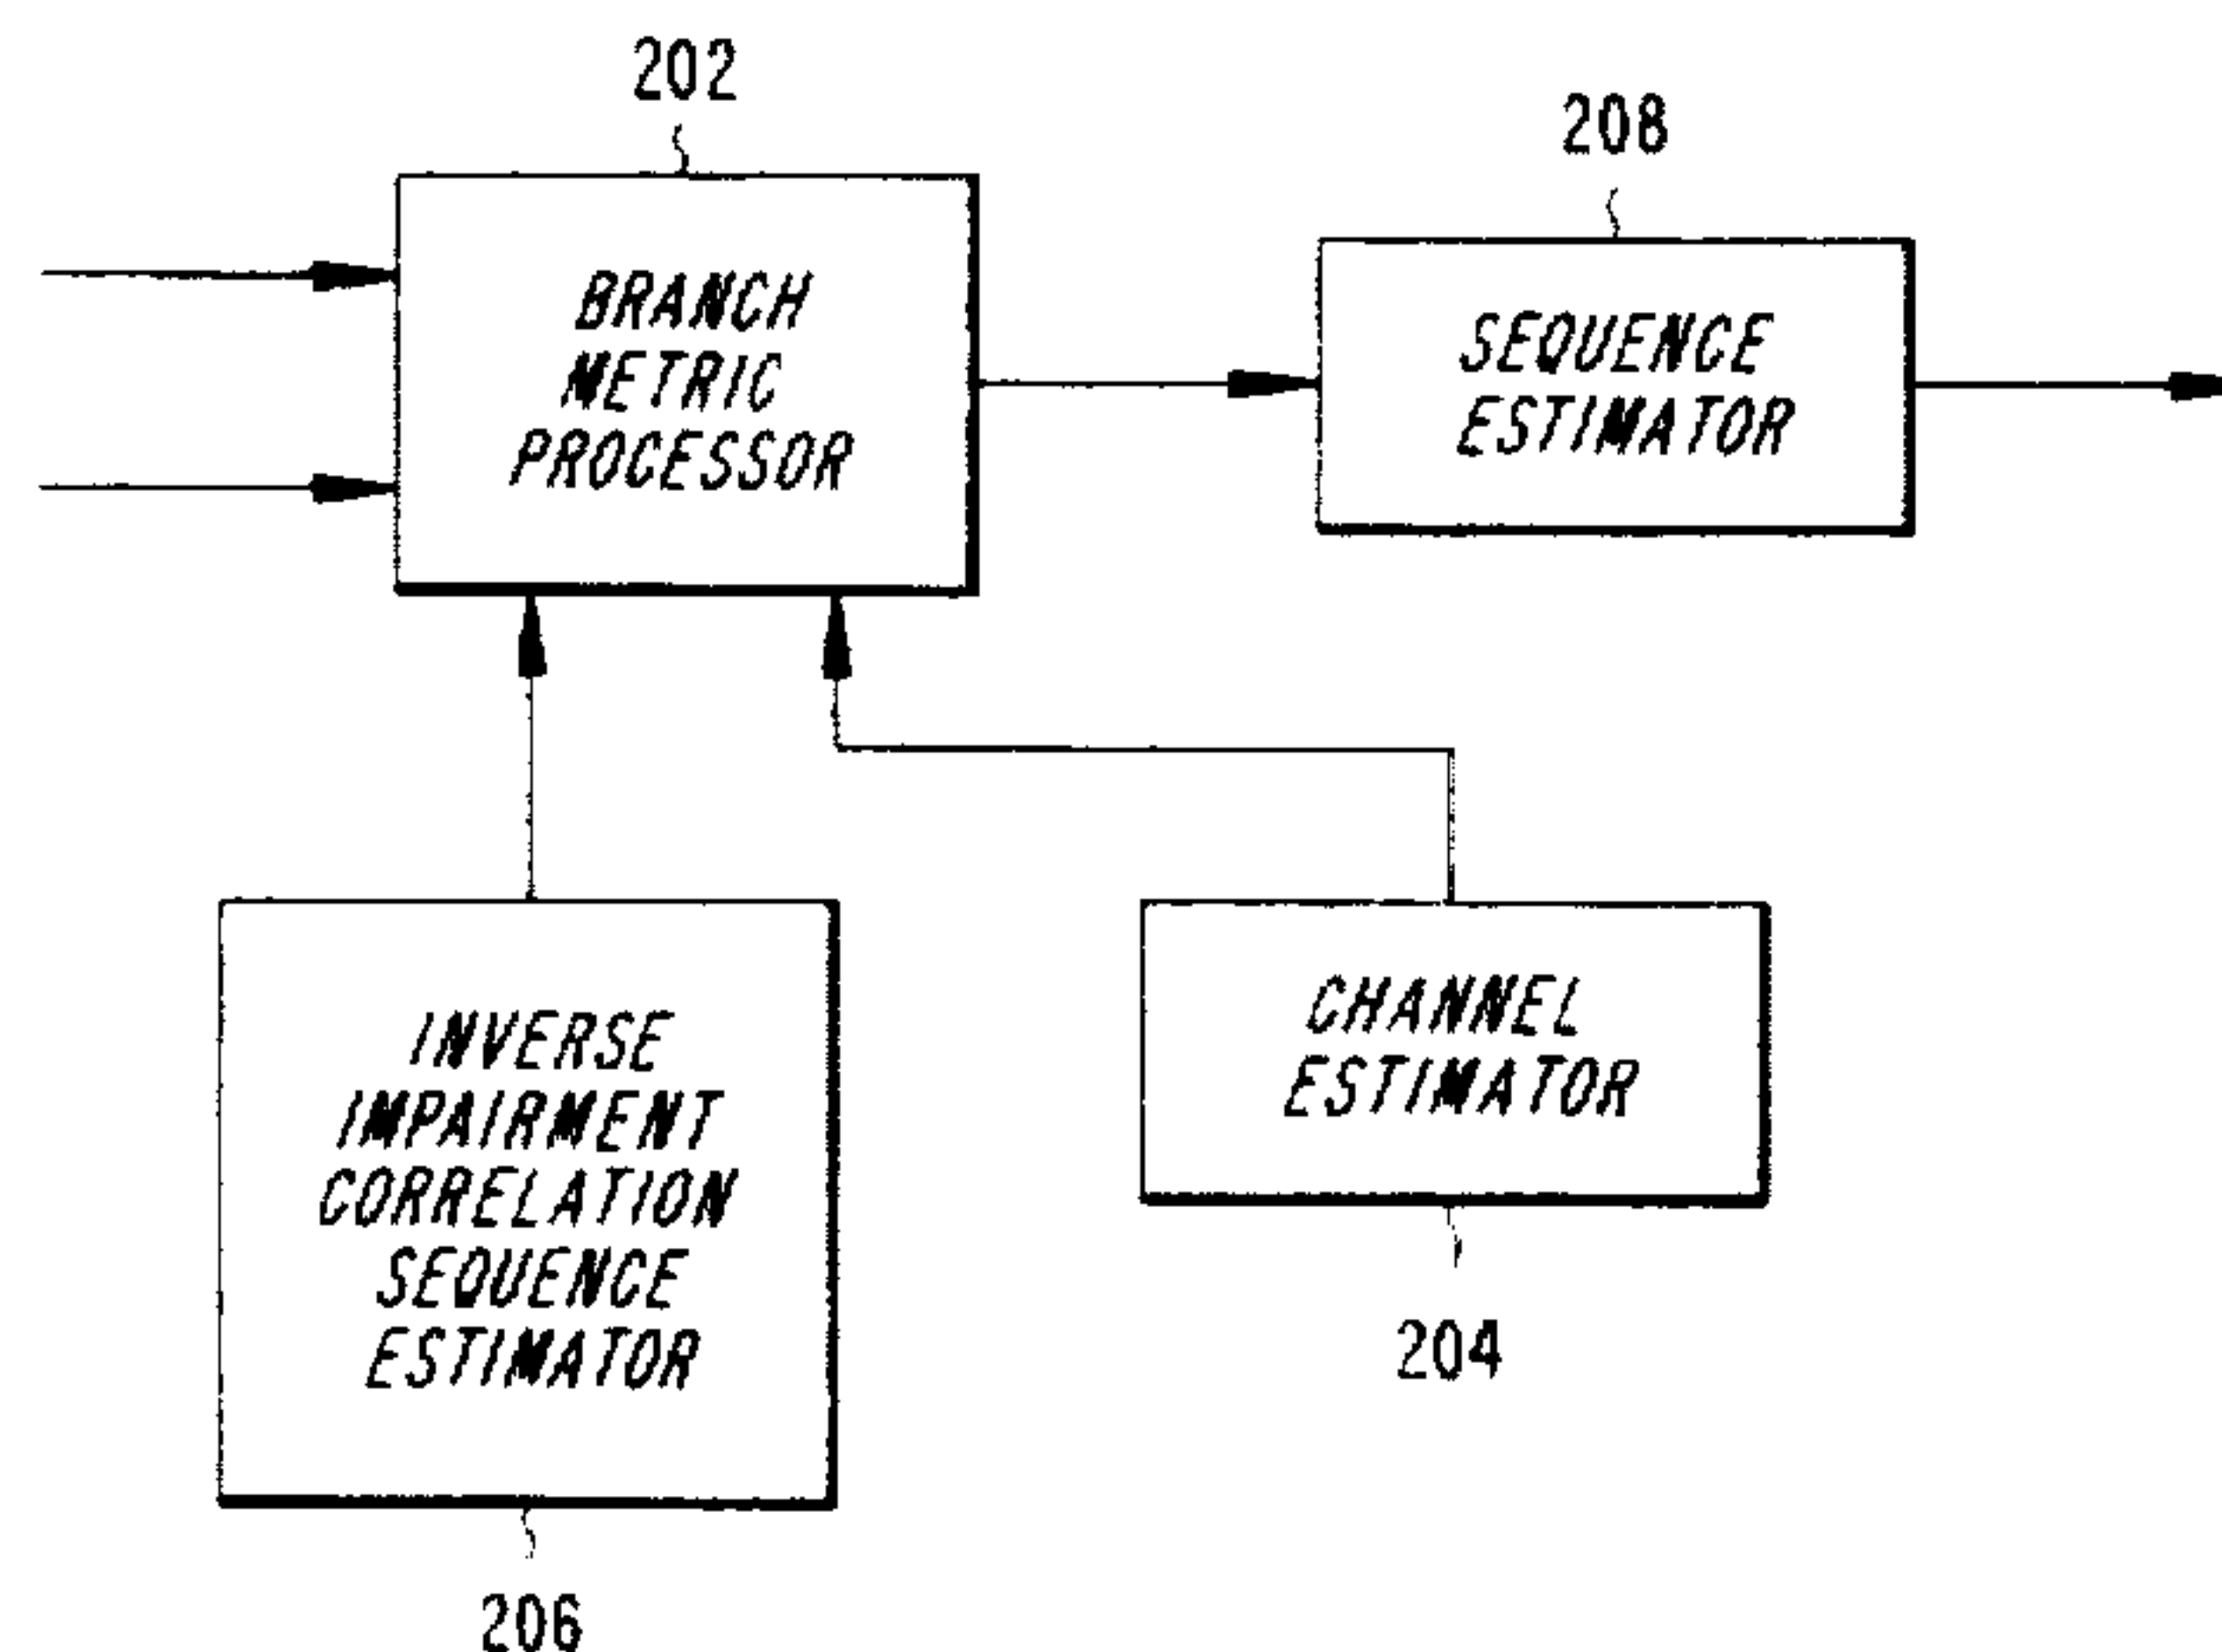 202
208
BRANCH
METRIC
PROCESSOR
SEQUENCE
ESTIMATOR
INVERSE
IMPAIRMENT
CORRELATION
SEQUENCE
ESTIMATOR
CHANNEL
ESTIMATOR
204
206